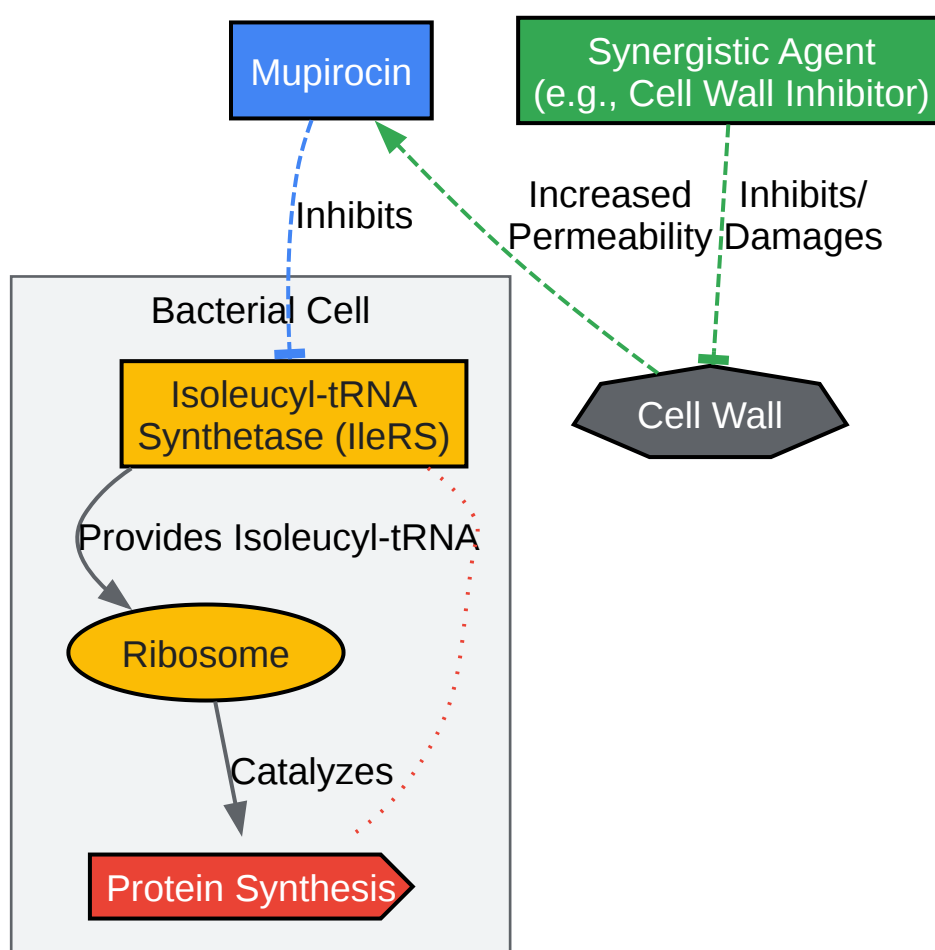 Mupirocin
Synergistic Agent
(e.g., Cell Wall Inhibitor)
Inhibits
Increased
Permeability
Inhibits/
Damages
Bacterial Cell
Isoleucyl-tRNA
Synthetase (IleRS)
Cell Wall
Provides Isoleucyl-tRNA
Ribosome
Catalyzes
Protein Synthesis